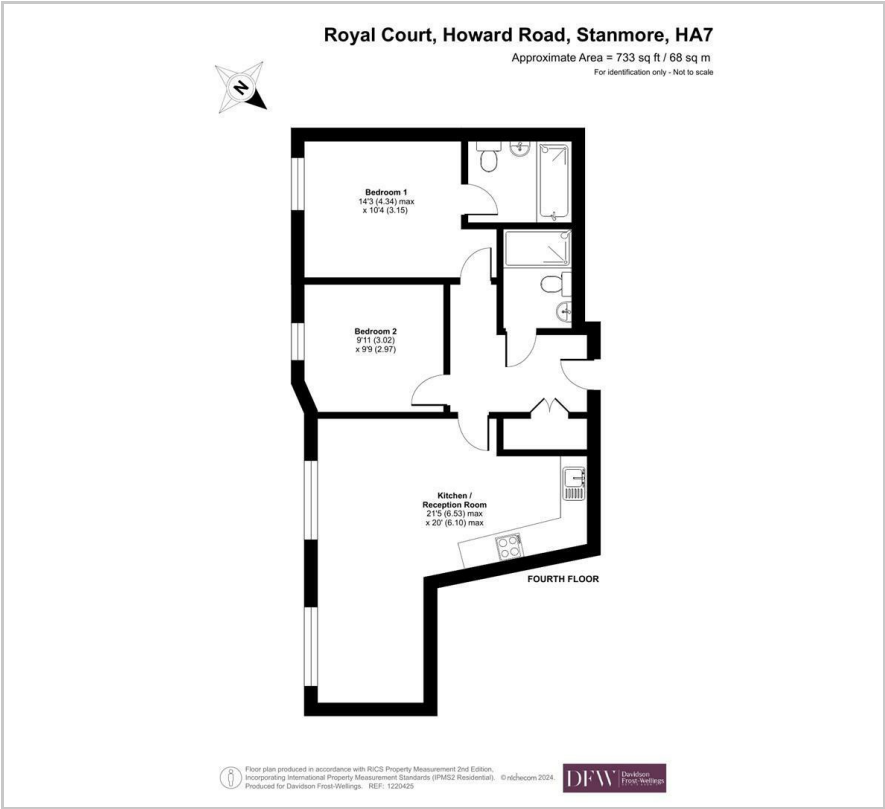 Royal Court, Howard Road, Stanmore, HA7
Approximate Area = 733 sq ft / 68 sq m
For identification only - Not to scale
N
Bedroom 1
14'3 (4.34) max
x 10'4 (3.15)
Bedroom 2
9'11 (3.02)
x 9'9 (2.97)
Kitchen /
Reception Room
21'5 (6.53) max
x 20' (6.10) max
FOURTH FLOOR
Floor plan produced in accordance with RICS Property Measurement 2nd Edition,
Incorporating International Property Measurement Standards (IPMS2 Residential). © nichecom 2024.
Produced for Davidson Frost-Wellings. REF: 1220425
DFW
Davidson
Frost-Wellings